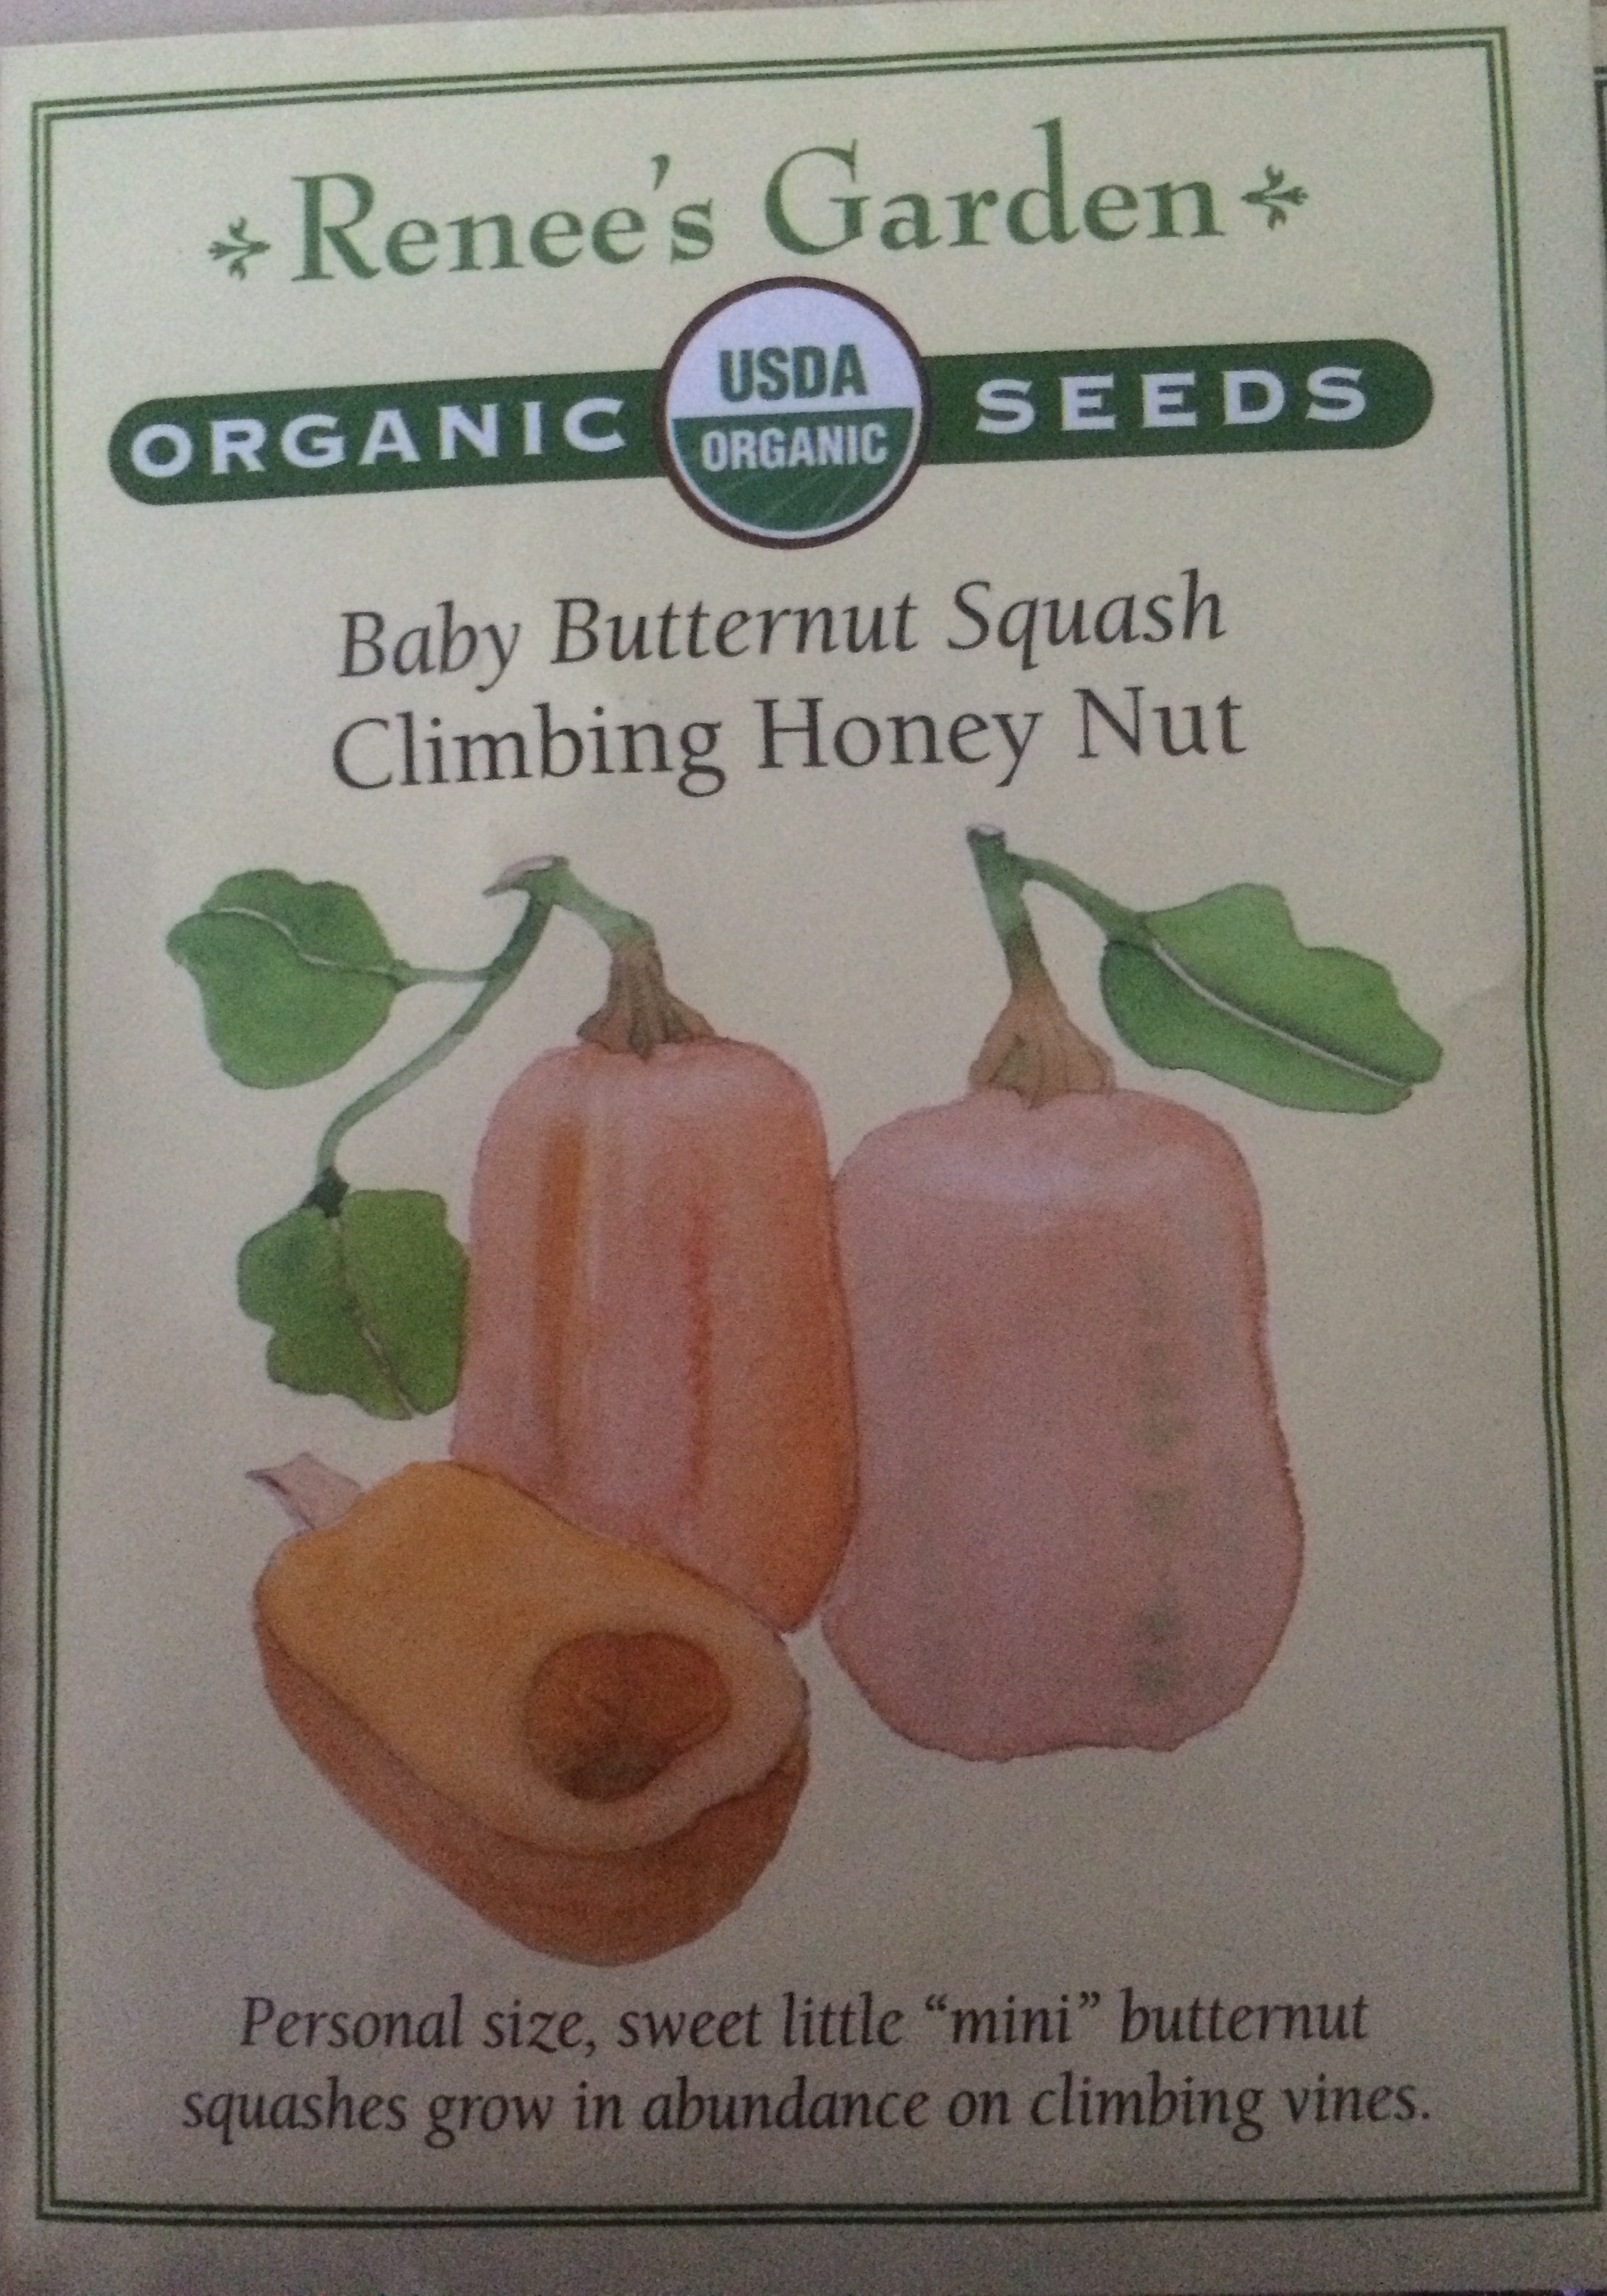 Renee's Garden
ORGANIC USDA ORGANIC SEEDS
Baby Butternut Squash
Climbing Honey Nut
Personal size, sweet little “mini” butternut
squashes grow in abundance on climbing vines.